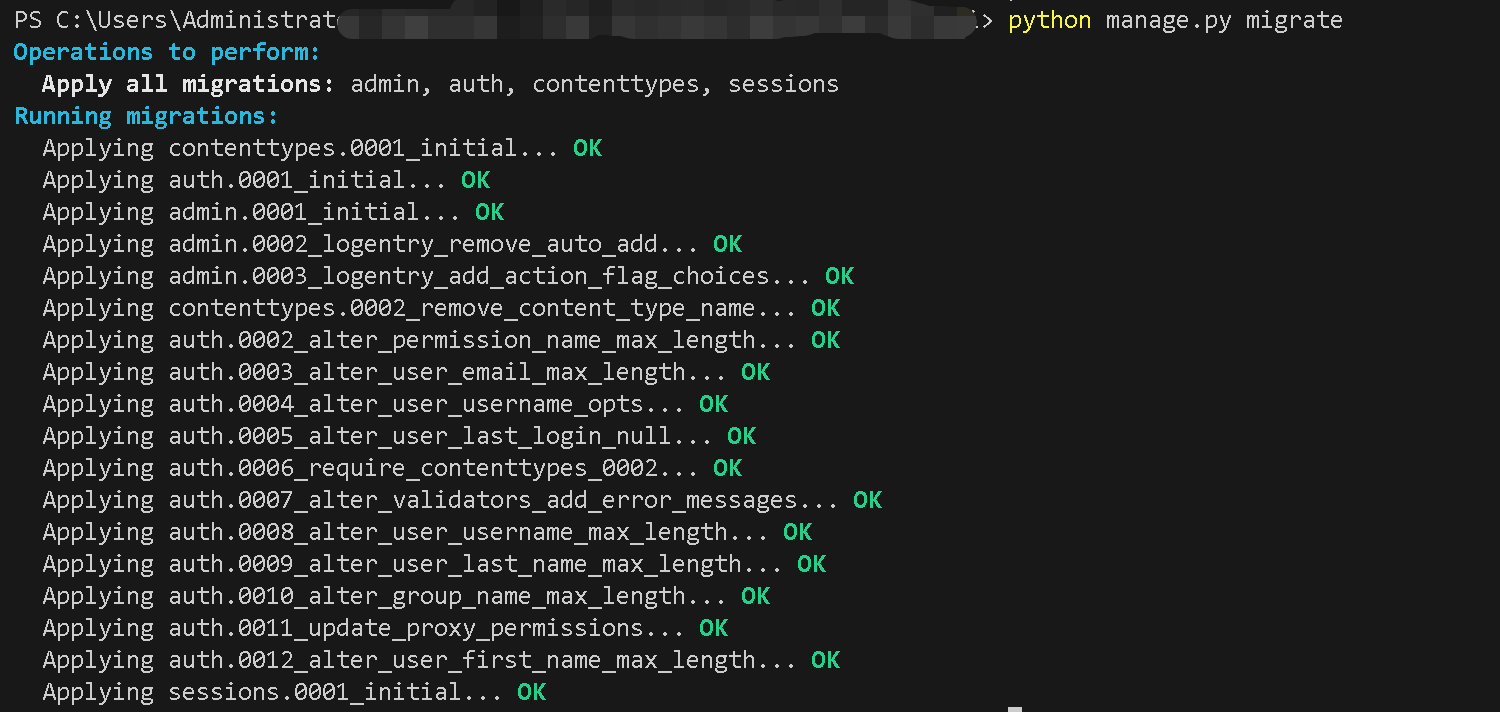 PS C:\Users\Administrat > python manage.py migrate
Operations to perform:
  Apply all migrations: admin, auth, contenttypes, sessions
Running migrations:
  Applying contenttypes.0001_initial... OK
  Applying auth.0001_initial... OK
  Applying admin.0001_initial... OK
  Applying admin.0002_logentry_remove_auto_add... OK
  Applying admin.0003_logentry_add_action_flag_choices... OK
  Applying contenttypes.0002_remove_content_type_name... OK
  Applying auth.0002_alter_permission_name_max_length... OK
  Applying auth.0003_alter_user_email_max_length... OK
  Applying auth.0004_alter_user_username_opts... OK
  Applying auth.0005_alter_user_last_login_null... OK
  Applying auth.0006_require_contenttypes_0002... OK
  Applying auth.0007_alter_validators_add_error_messages... OK
  Applying auth.0008_alter_user_username_max_length... OK
  Applying auth.0009_alter_user_last_name_max_length... OK
  Applying auth.0010_alter_group_name_max_length... OK
  Applying auth.0011_update_proxy_permissions... OK
  Applying auth.0012_alter_user_first_name_max_length... OK
  Applying sessions.0001_initial... OK